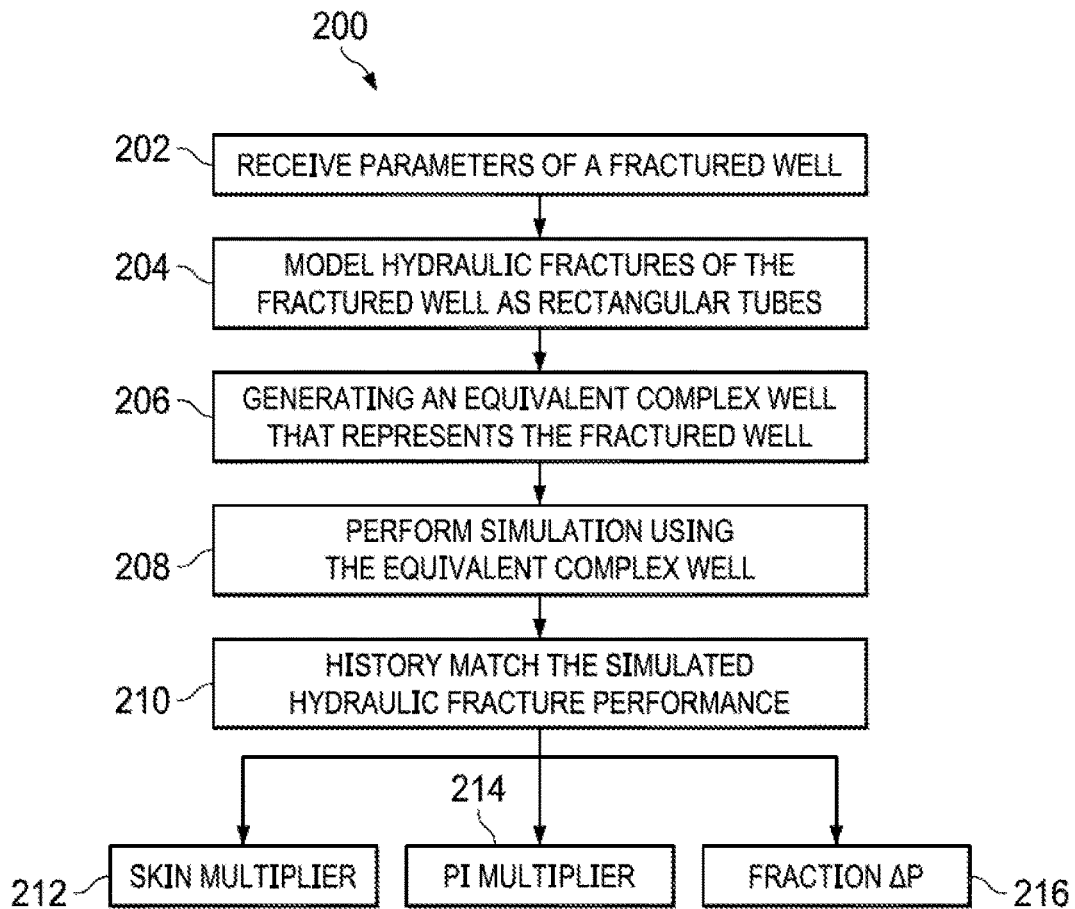 200
202
RECEIVE PARAMETERS OF A FRACTURED WELL
204
MODEL HYDRAULIC FRACTURES OF THE
FRACTURED WELL AS RECTANGULAR TUBES
206
GENERATING AN EQUIVALENT COMPLEX WELL
THAT REPRESENTS THE FRACTURED WELL
208
PERFORM SIMULATION USING
THE EQUIVALENT COMPLEX WELL
210
HISTORY MATCH THE SIMULATED
HYDRAULIC FRACTURE PERFORMANCE
212
SKIN MULTIPLIER
214
PI MULTIPLIER
FRACTION ΔP
216